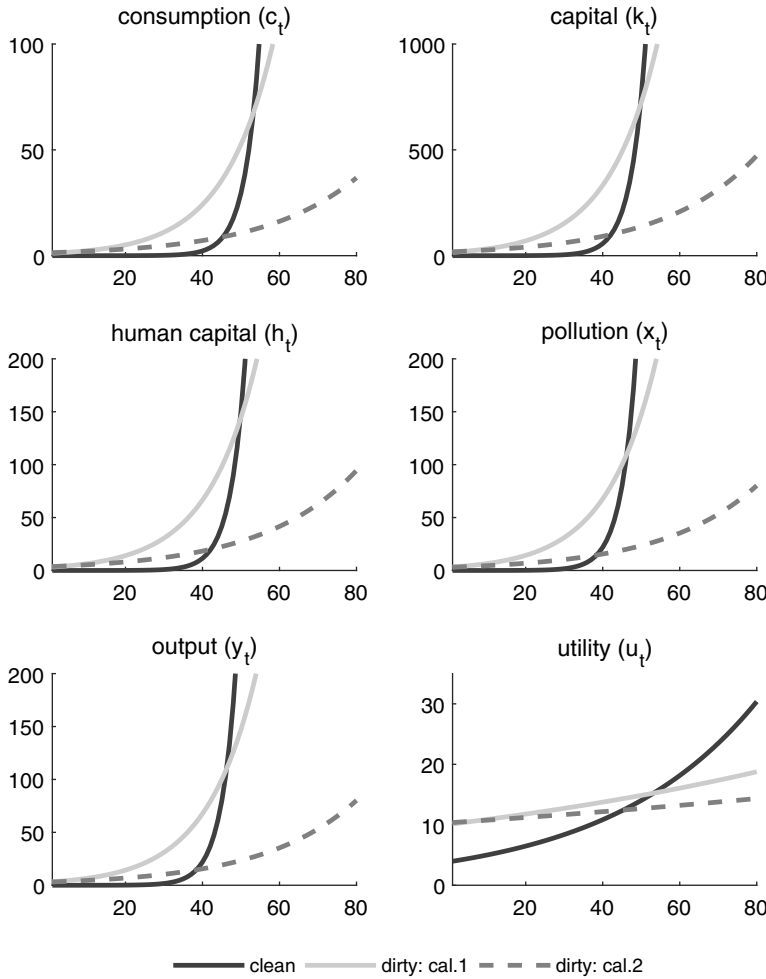 consumption (c_t)
100
50
0
20 40 60 80
capital (k_t)
1000
500
0
20 40 60 80
human capital (h_t)
200
150
100
50
0
20 40 60 80
pollution (x_t)
200
150
100
50
0
20 40 60 80
output (y_t)
200
150
100
50
0
20 40 60 80
utility (u_t)
30
20
10
0
20 40 60 80
clean dirty: cal.1 dirty: cal.2